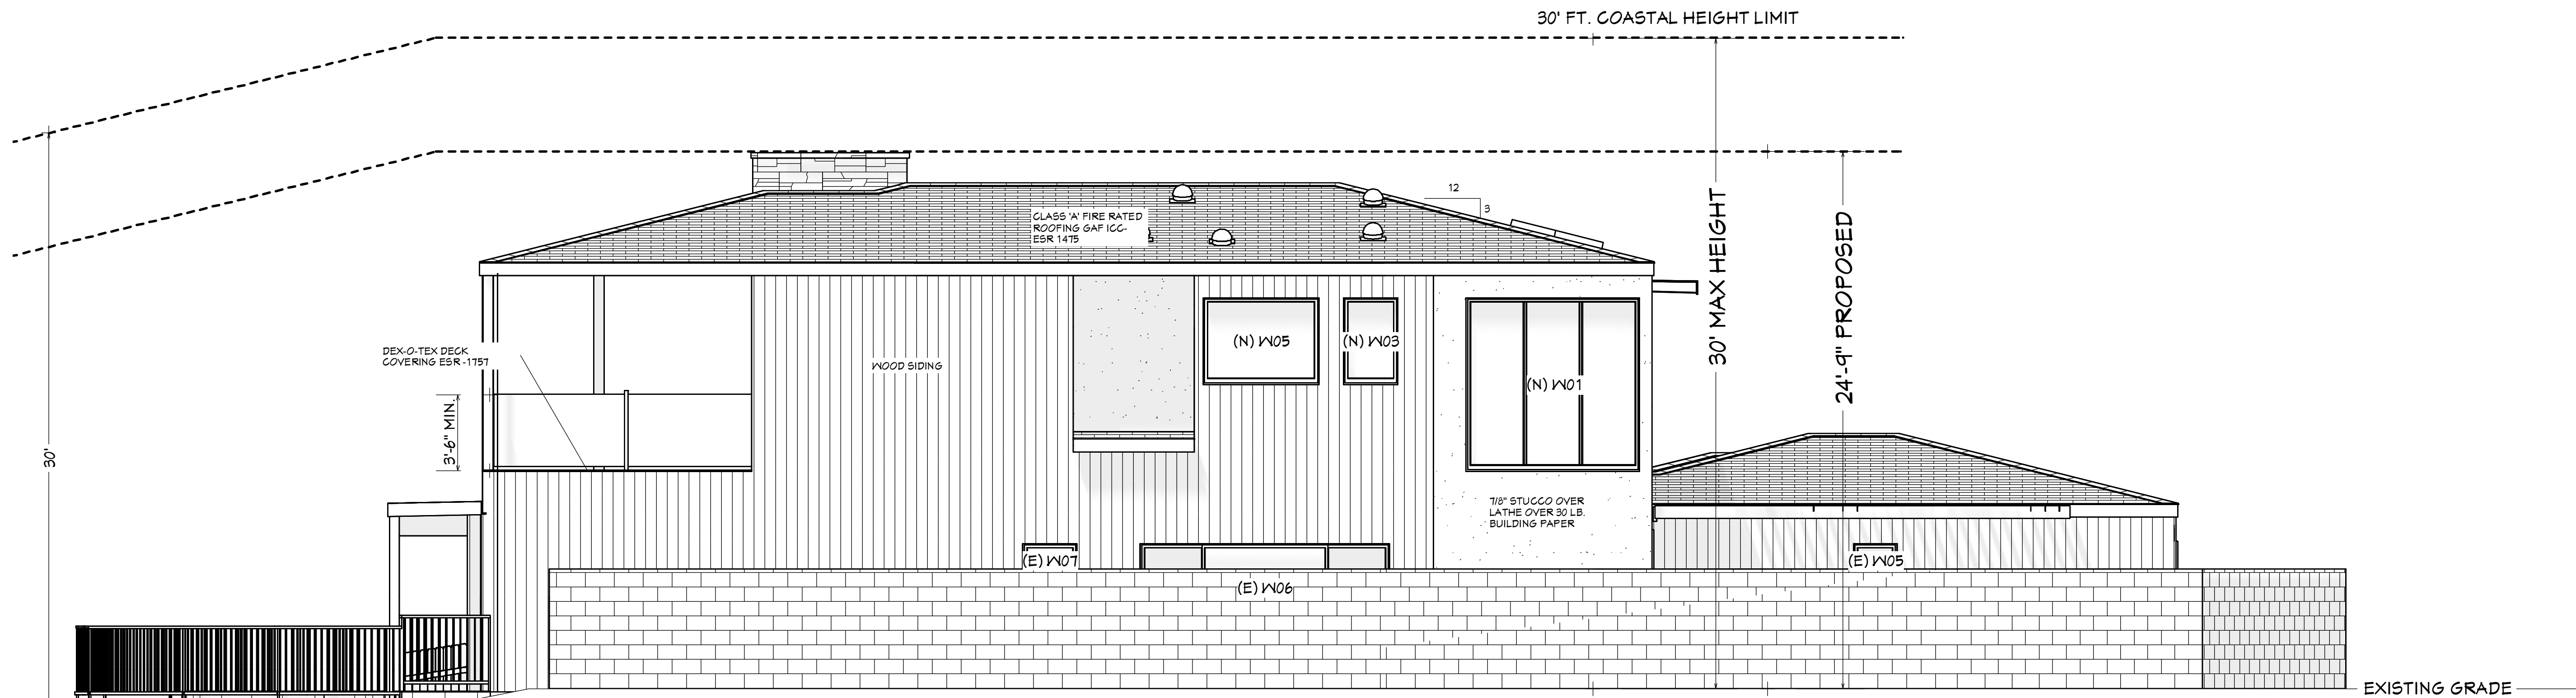 30' FT. COASTAL HEIGHT LIMIT
12
3
CLASS 'A' FIRE RATED
ROOFING GAF ICC-
ESR 1475
30' MAX HEIGHT
24'-9" PROPOSED
DEX-O-TEX DECK
COVERING ESR -1757
WOOD SIDING
(N) W05
(N) W03
(N) W01
3'-6" MIN.
30'
7/8" STUCCO OVER
LATHE OVER 30 LB.
BUILDING PAPER
(E) W07
(E) W06
(E) W05
EXISTING GRADE